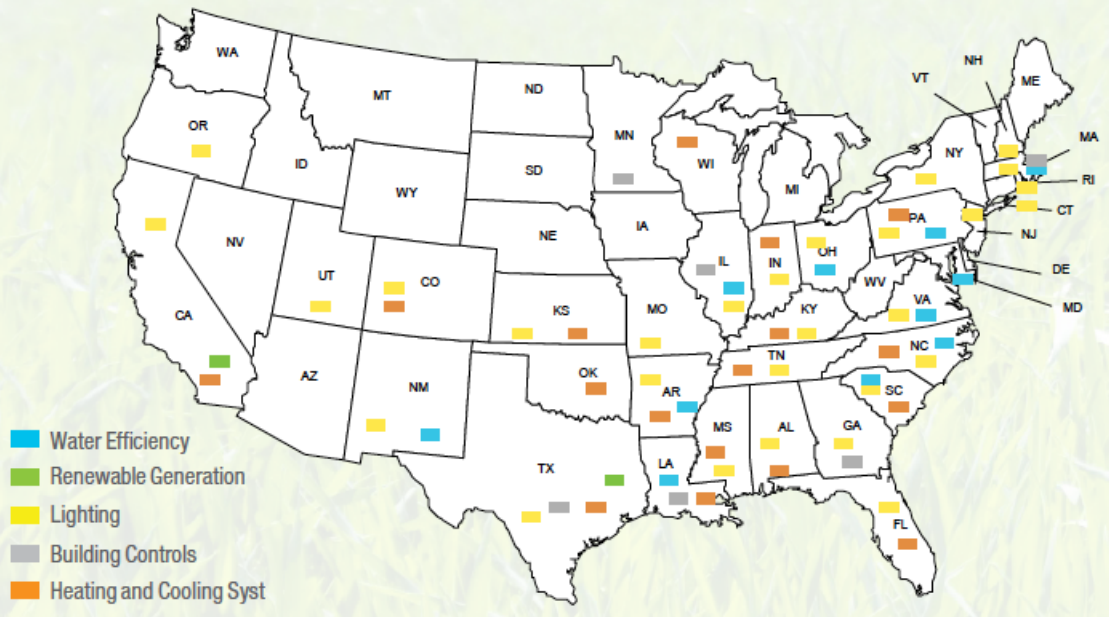 WA
MT
ND
MN
VT
NH
ME
OR
ID
SD
WI
NY
MA
WY
MI
RI
CT
NV
NE
IA
PA
NJ
UT
CO
IL
IN
OH
DE
CA
KS
MO
WV
VA
MD
KY
AZ
NM
OK
TN
NC
AR
SC
MS
AL
GA
TX
LA
FL
Water Efficiency
Renewable Generation
Lighting
Building Controls
Heating and Cooling Syst